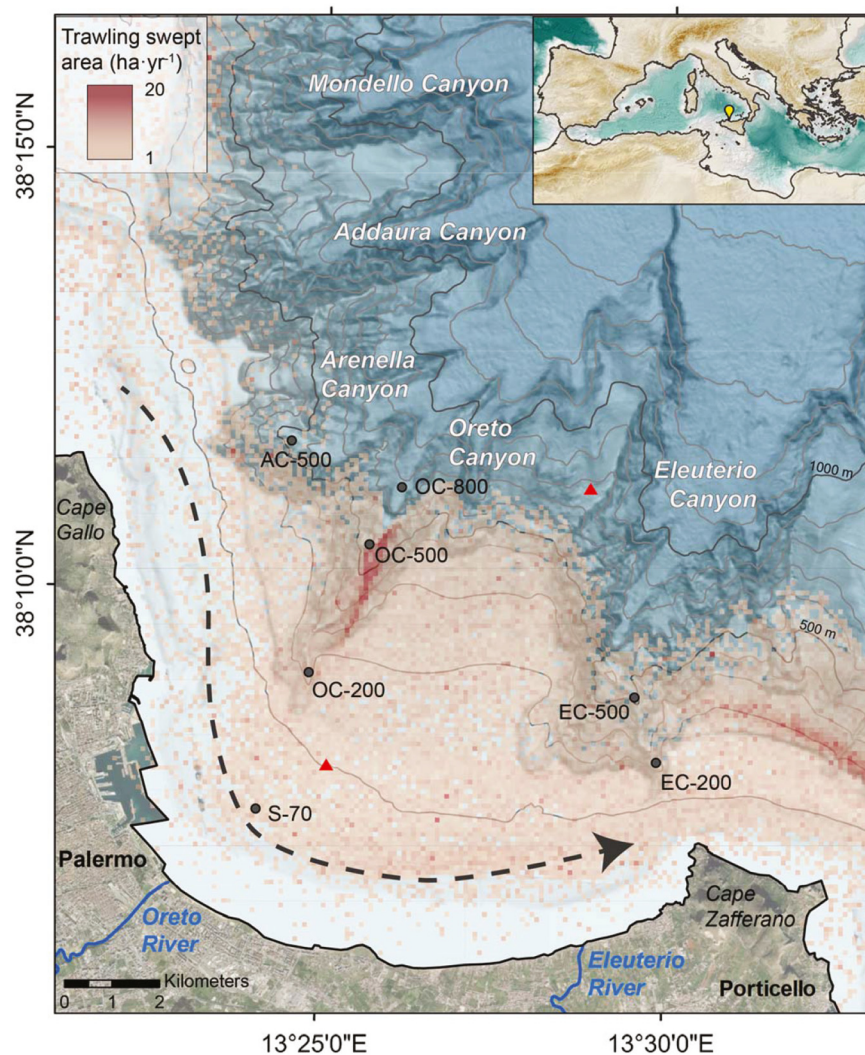 Trawling swept
area (ha·yr⁻¹)
20
1
Mondello Canyon
38°15'0"N
Addaura Canyon
Arenella
Canyon
Oreto
Canyon
Eleuterio
Canyon
1000 m
AC-500
OC-800
Cape
Gallo
OC-500
38°10'0"N
500 m
OC-200
EC-500
EC-200
S-70
Palermo
Cape
Zafferano
Oreto
River
Eleuterio
River
Porticello
Kilometers
0 1 2
13°25'0"E
13°30'0"E